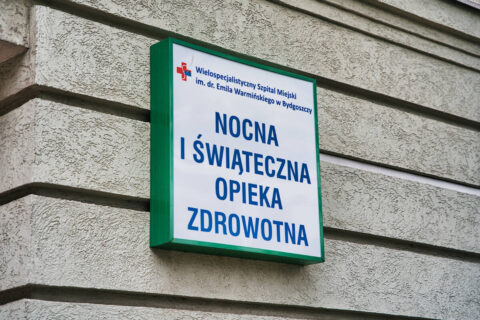 Wielospecjalistyczny Szpital Miejski
im. dr. Emila Warmińskiego w Bydgoszczy
NOCNA
I ŚWIĄTECZNA
OPIEKA
ZDROWOTNA